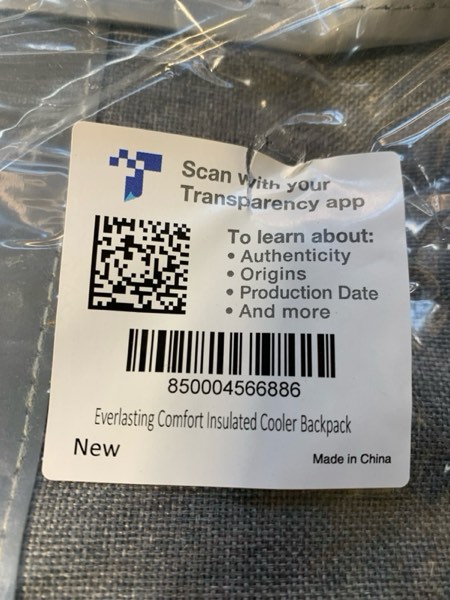 Scan with your
Transparency app
To learn about:
• Authenticity
• Origins
• Production Date
• And more
850004566886
Everlasting Comfort Insulated Cooler Backpack
New
Made in China